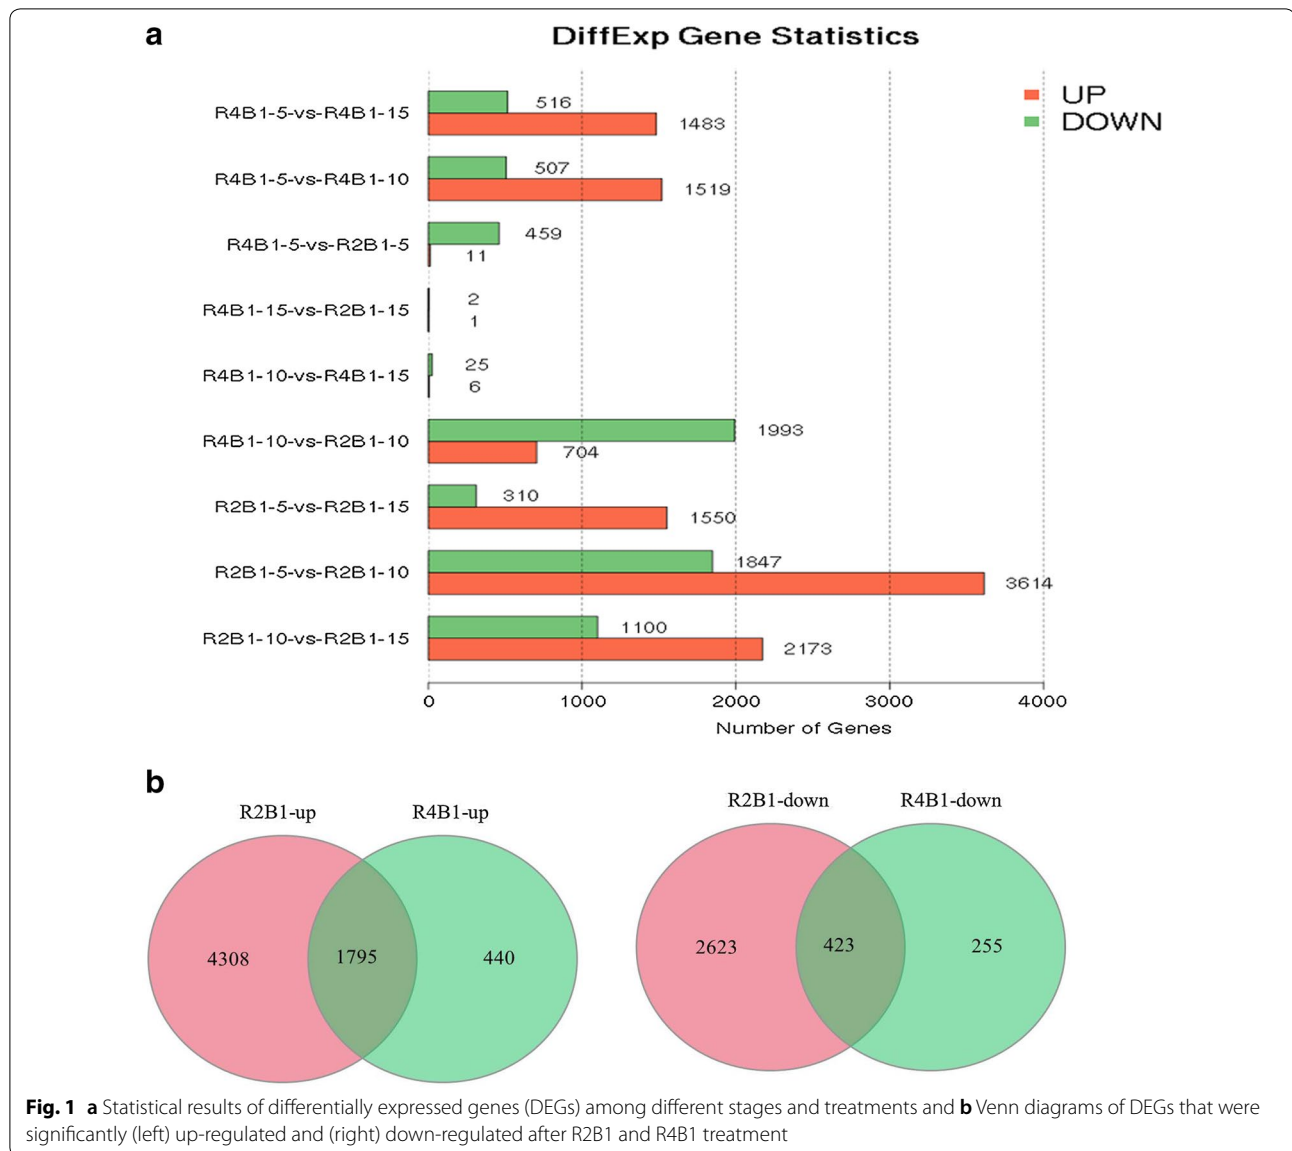 a
DiffExp Gene Statistics
UP
DOWN
R4B1-5-vs-R4B1-15
516
1483
R4B1-5-vs-R4B1-10
507
1519
R4B1-5-vs-R2B1-5
459
11
R4B1-15-vs-R2B1-15
2
1
R4B1-10-vs-R4B1-15
25
6
R4B1-10-vs-R2B1-10
1993
704
R2B1-5-vs-R2B1-15
310
1550
R2B1-5-vs-R2B1-10
1847
3614
R2B1-10-vs-R2B1-15
1100
2173
0 1000 2000 3000 4000
Number of Genes
b
R2B1-up R4B1-up
4308 1795 440
R2B1-down R4B1-down
2623 423 255
Fig. 1 a Statistical results of differentially expressed genes (DEGs) among different stages and treatments and b Venn diagrams of DEGs that were
significantly (left) up-regulated and (right) down-regulated after R2B1 and R4B1 treatment